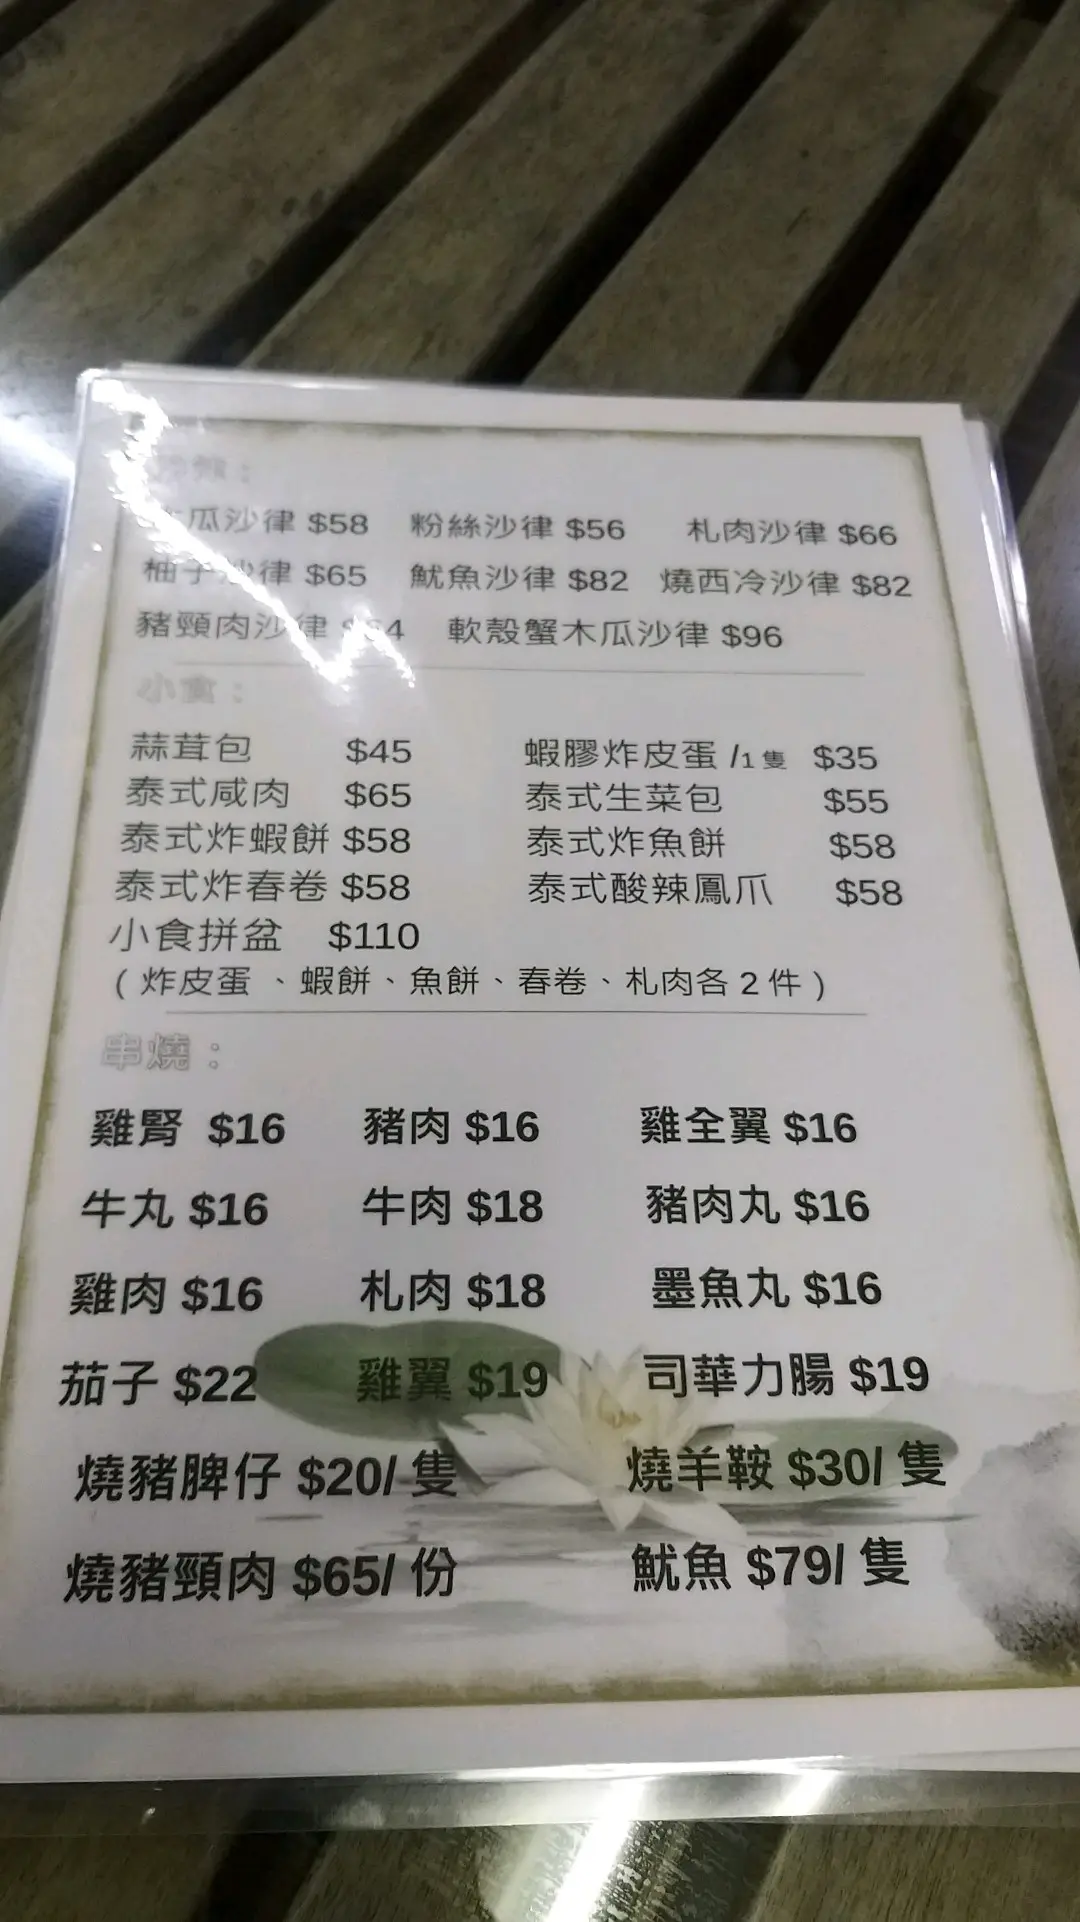 瓜沙律 $58 粉絲沙律 $56 札肉沙律 $66
柚子沙律 $65 魷魚沙律 $82 燒西冷沙律 $82
豬頸肉沙律 軟殼蟹木瓜沙律 $96
小食：
蒜茸包 $45 蝦膠炸皮蛋 /1 隻 $35
泰式咸肉 $65 泰式生菜包 $55
泰式炸蝦餅 $58 泰式炸魚餅 $58
泰式炸春卷 $58 泰式酸辣鳳爪 $58
小食拼盆 $110
( 炸皮蛋 、蝦餅、魚餅、春卷、札肉各 2 件 )
串燒：
雞腎 $16 豬肉 $16 雞全翼 $16
牛丸 $16 牛肉 $18 豬肉丸 $16
雞肉 $16 札肉 $18 墨魚丸 $16
茄子 $22 雞翼 $19 司華力腸 $19
燒豬脾仔 $20/ 隻 燒羊鞍 $30/ 隻
燒豬頸肉 $65/ 份 魷魚 $79/ 隻